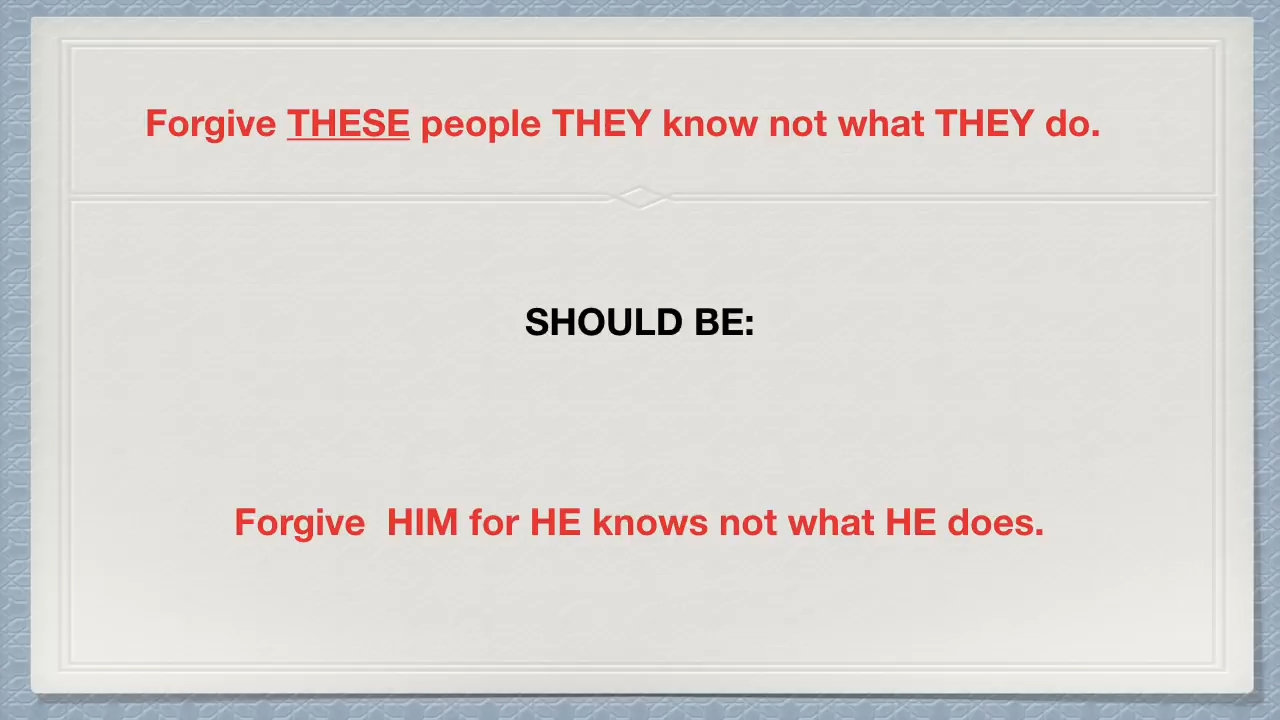 Forgive THESE people THEY know not what THEY do.
SHOULD BE:
Forgive  HIM for HE knows not what HE does.